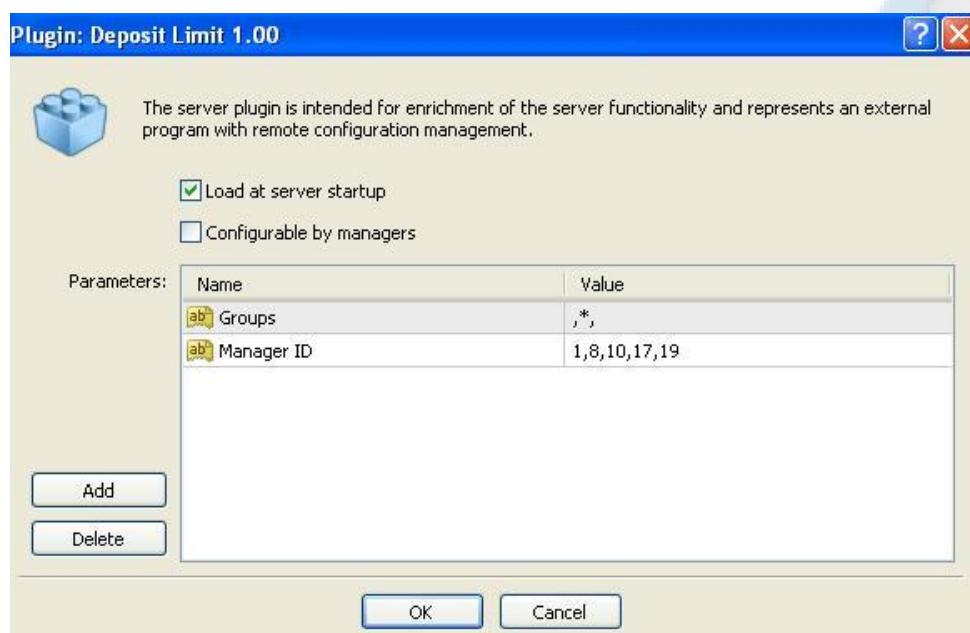 Plugin: Deposit Limit 1.00
The server plugin is intended for enrichment of the server functionality and represents an external
program with remote configuration management.
Load at server startup
Configurable by managers
Parameters:
Name Value
Groups ,*,
Manager ID 1,8,10,17,19
Add
Delete
OK Cancel